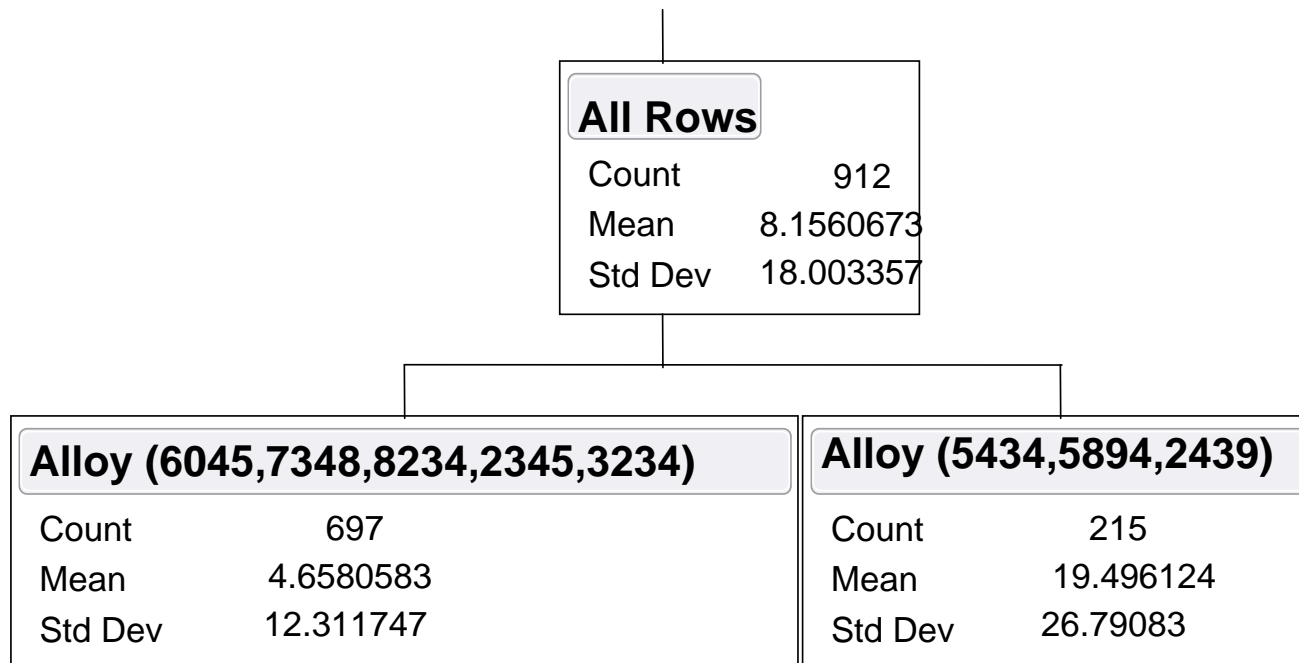 All Rows
Count 912
Mean 8.1560673
Std Dev 18.003357
Alloy (6045,7348,8234,2345,3234)
Count 697
Mean 4.6580583
Std Dev 12.311747
Alloy (5434,5894,2439)
Count 215
Mean 19.496124
Std Dev 26.79083